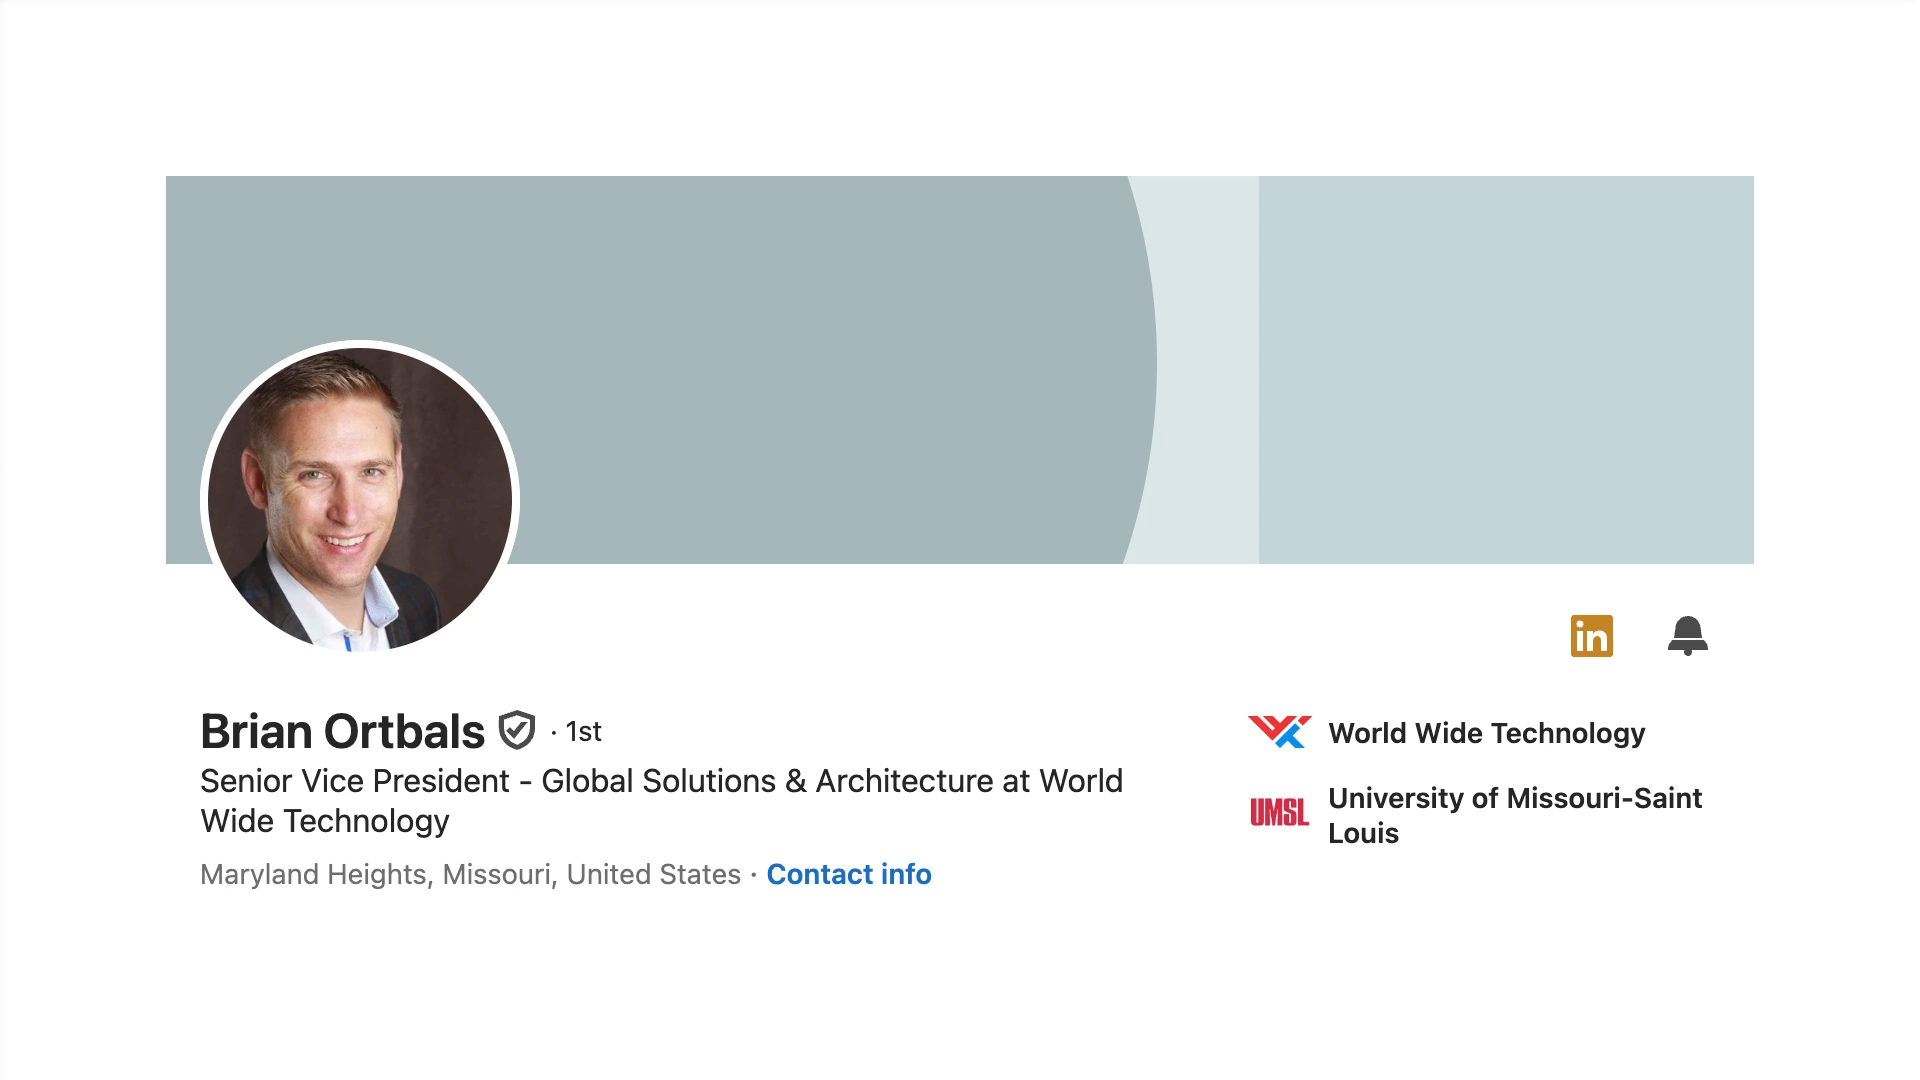 in
Brian Ortbals · 1st
Senior Vice President - Global Solutions & Architecture at World
Wide Technology
Maryland Heights, Missouri, United States · Contact info
World Wide Technology
UMSL
University of Missouri-Saint
Louis